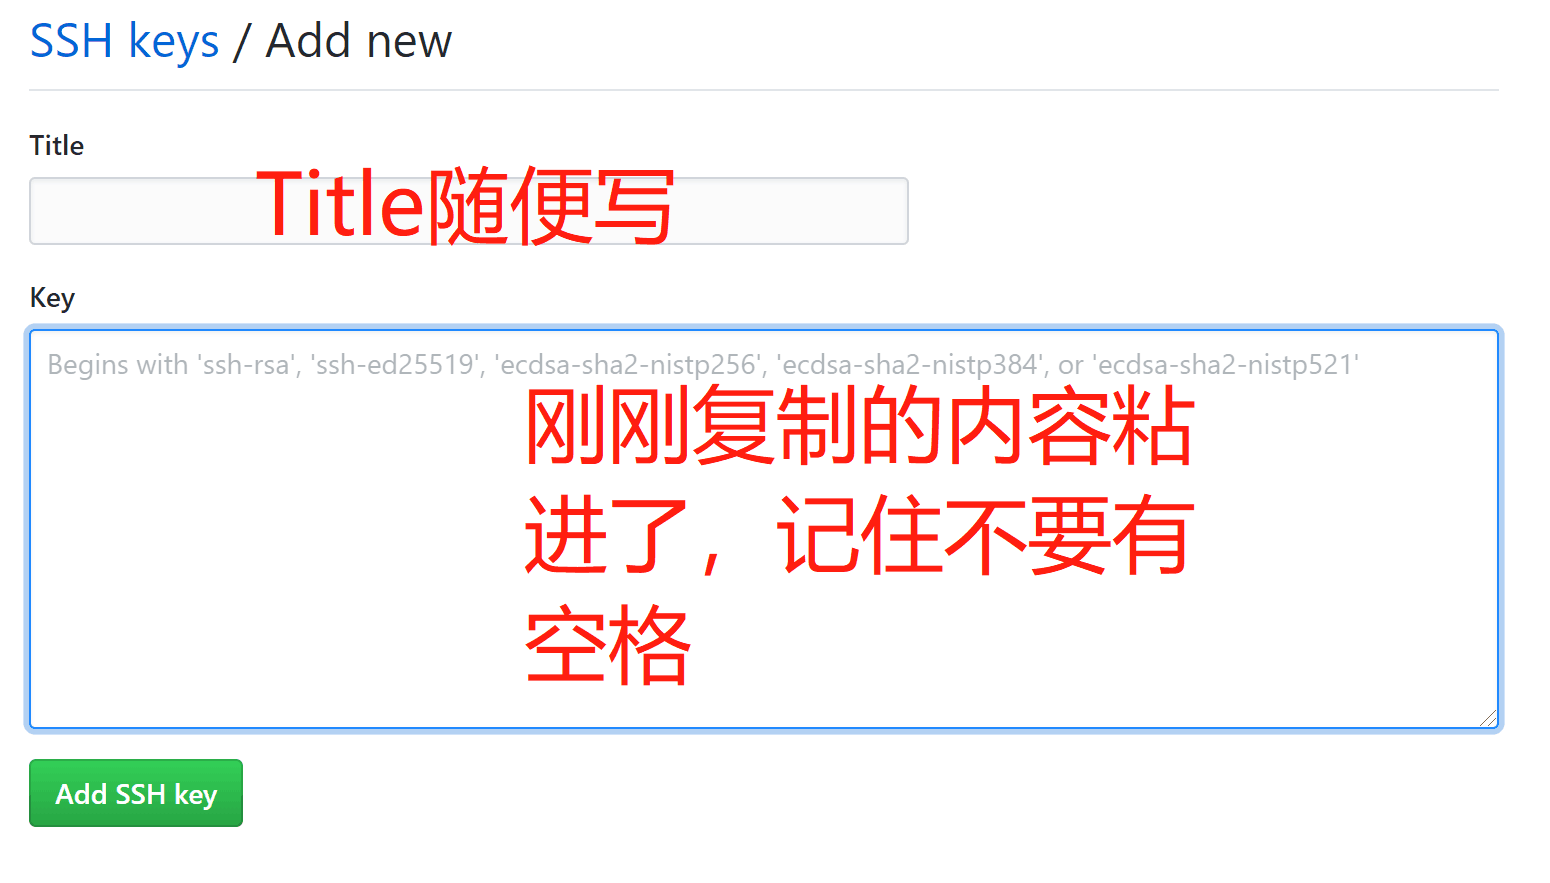 SSH keys / Add new
Title
Title随便写
Key
Begins with 'ssh-rsa', 'ssh-ed25519', 'ecdsa-sha2-nistp256', 'ecdsa-sha2-nistp384', or 'ecdsa-sha2-nistp521'
刚刚复制的内容粘
进了，记住不要有
空格
Add SSH key